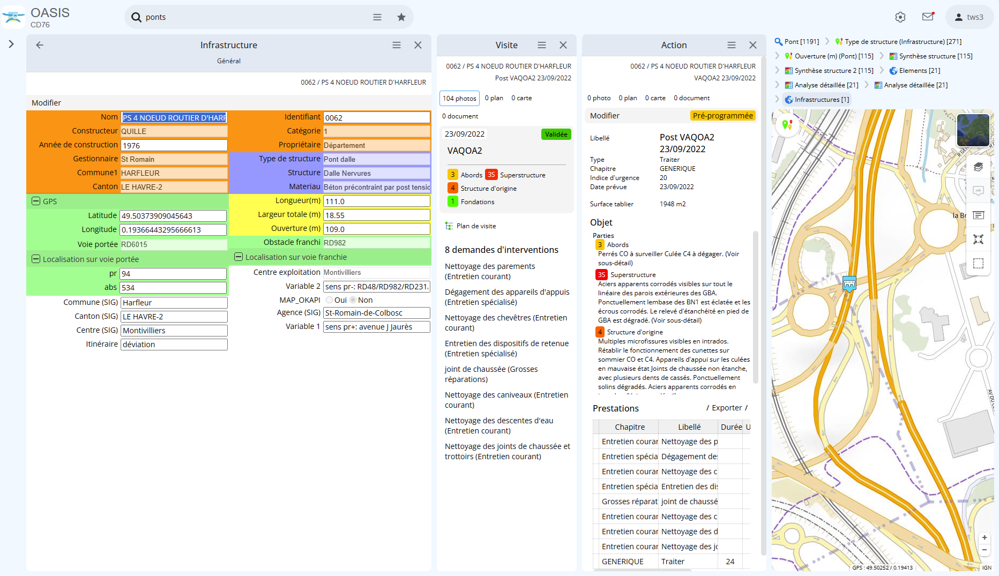 OASIS
CD76
ponts
tws3
Infrastructure
Général
0062 / PS 4 NOEUD ROUTIER D'HARFLEUR
Modifier
Nom PS 4 NOEUD ROUTIER D'HARF
Identifiant 0062
Constructeur QUILLE
Catégorie 1
Année de construction 1976
Propriétaire Département
Gestionnaire St Romain
Type de structure Pont dalle
Commune1 HARFLEUR
Structure Dalle Nervures
Canton LE HAVRE-2
Materiau Béton précontraint par post tensio
GPS
Longueur(m) 111.0
Latitude 49.50373909045643
Largeur totale (m) 18.55
Longitude 0.19366443295666613
Ouverture (m) 109.0
Voie portée RD6015
Obstacle franchi RD982
Localisation sur voie portée
Localisation sur voie franchie
pr 94
Centre exploitation Montivilliers
abs 534
Variable 2 sens pr-: RD48/RD982/RD231/
Commune (SIG) Harfleur
MAP_OKAPI Oui Non
Canton (SIG) LE HAVRE-2
Agence (SIG) St-Romain-de-Colbosc
Centre (SIG) Montivilliers
Variable 1 sens pr+: avenue J Jaurès
Itinéraire déviation
Visite
0062 / PS 4 NOEUD ROUTIER D'HARFLEUR
Post VAQOA2 23/09/2022
104 photos 0 plan 0 carte
0 document
23/09/2022 Validée
VAQOA2
3 Abords 3S Superstructure
4 Structure d'origine
1 Fondations
Plan de visite
8 demandes d'interventions
Nettoyage des parements
(Entretien courant)
Dégagement des appareils d'appuis
(Entretien spécialisé)
Nettoyage des chevêtres (Entretien
courant)
Entretien des dispositifs de retenue
(Entretien spécialisé)
joint de chaussée (Grosses
réparations)
Nettoyage des caniveaux (Entretien
courant)
Nettoyage des descentes d'eau
(Entretien courant)
Nettoyage des joints de chaussée et
trottoirs (Entretien courant)
Action
0062 / PS 4 NOEUD ROUTIER D'HARFLEUR
VAQOA2 23/09/2022
0 photo 0 plan 0 carte 0 document
Modifier Pré-programmée
Libellé Post VAQOA2
23/09/2022
Type Traiter
Chapitre GENERIQUE
Indice d'urgence 20
Date prévue 23/09/2022
Surface tablier 1948 m2
Objet
Parties
3 Abords
Perrés CO à surveiller Culée C4 à dégager. (Voir
sous-détail)
3S Superstructure
Aciers apparents corrodés visibles sur tout le
linéaire des parois extérieures des GBA.
Ponctuellement lembase des BN1 est éclatée et les
écrous corrodés. Le relevé d'étanchéité en pied de
GBA est dégradé. (Voir sous-détail)
4 Structure d'origine
Multiples microfissures visibles en intrados.
Rétablir le fonctionnement des cunettes sur
sommier CO et C4. Appareils d'appui sur les culées
en mauvaise état Joints de chaussée non étanche,
avec plusieurs dents de cassés. Ponctuellement
solins dégradés. Aciers apparents corrodés en
Prestations / Exporter /
Chapitre Libellé Durée U
Entretien couran Nettoyage des p
Entretien spécia Dégagement des
Entretien couran Nettoyage des c
Entretien spécia Entretien des dis
Grosses réparat joint de chaussé
Entretien couran Nettoyage des c
Entretien couran Nettoyage des d
Entretien couran Nettoyage des jo
GENERIQUE Traiter 24
Pont [1191] Type de structure (Infrastructure) [271]
Ouverture (m) (Pont) [115] Synthèse structure [115]
Synthèse structure 2 [115] Elements [21]
Analyse détaillée [21] Analyse détaillée [21]
Infrastructures [1]
la Br
+
−
GPS : 49.50252 / 0.19413
IGN